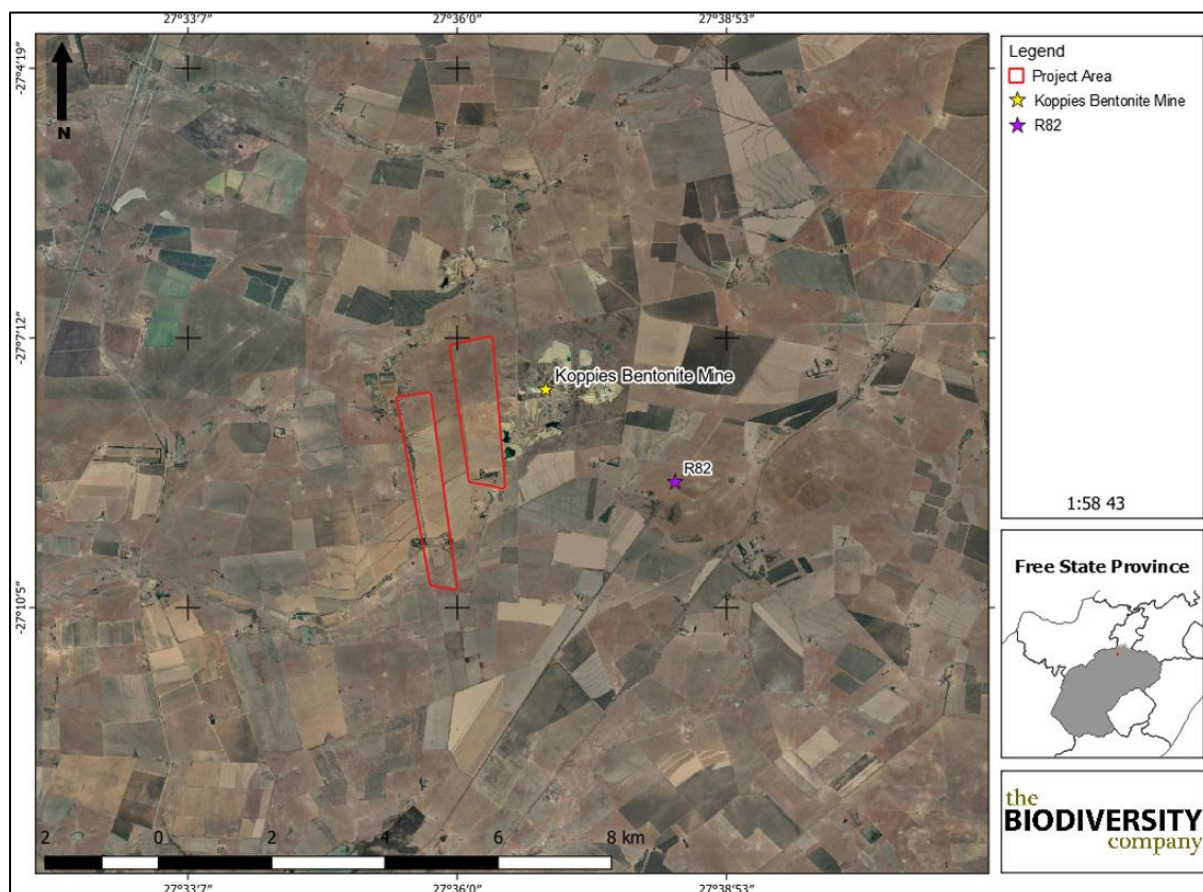 27°33′7″ 27°36′0″ 27°38′53″
-27°4′19″
-27°7′12″
-27°10′5″
N
Koppies Bentonite Mine
R82
2 0 2 4 6 8 km
27°33′7″ 27°36′0″ 27°38′53″
Legend
Project Area
Koppies Bentonite Mine
R82
1:58 43
Free State Province
the
BIODIVERSITY
company